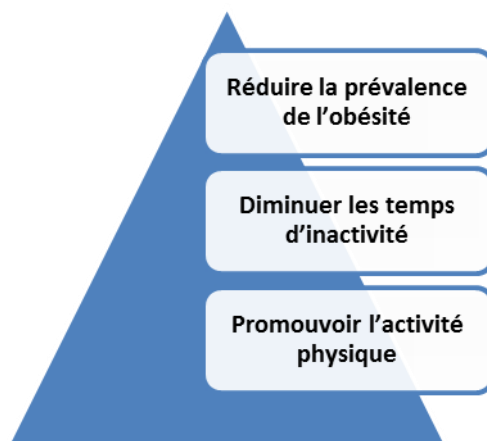 Réduire la prévalence
de l’obésité
Diminuer les temps
d’inactivité
Promouvoir l’activité
physique